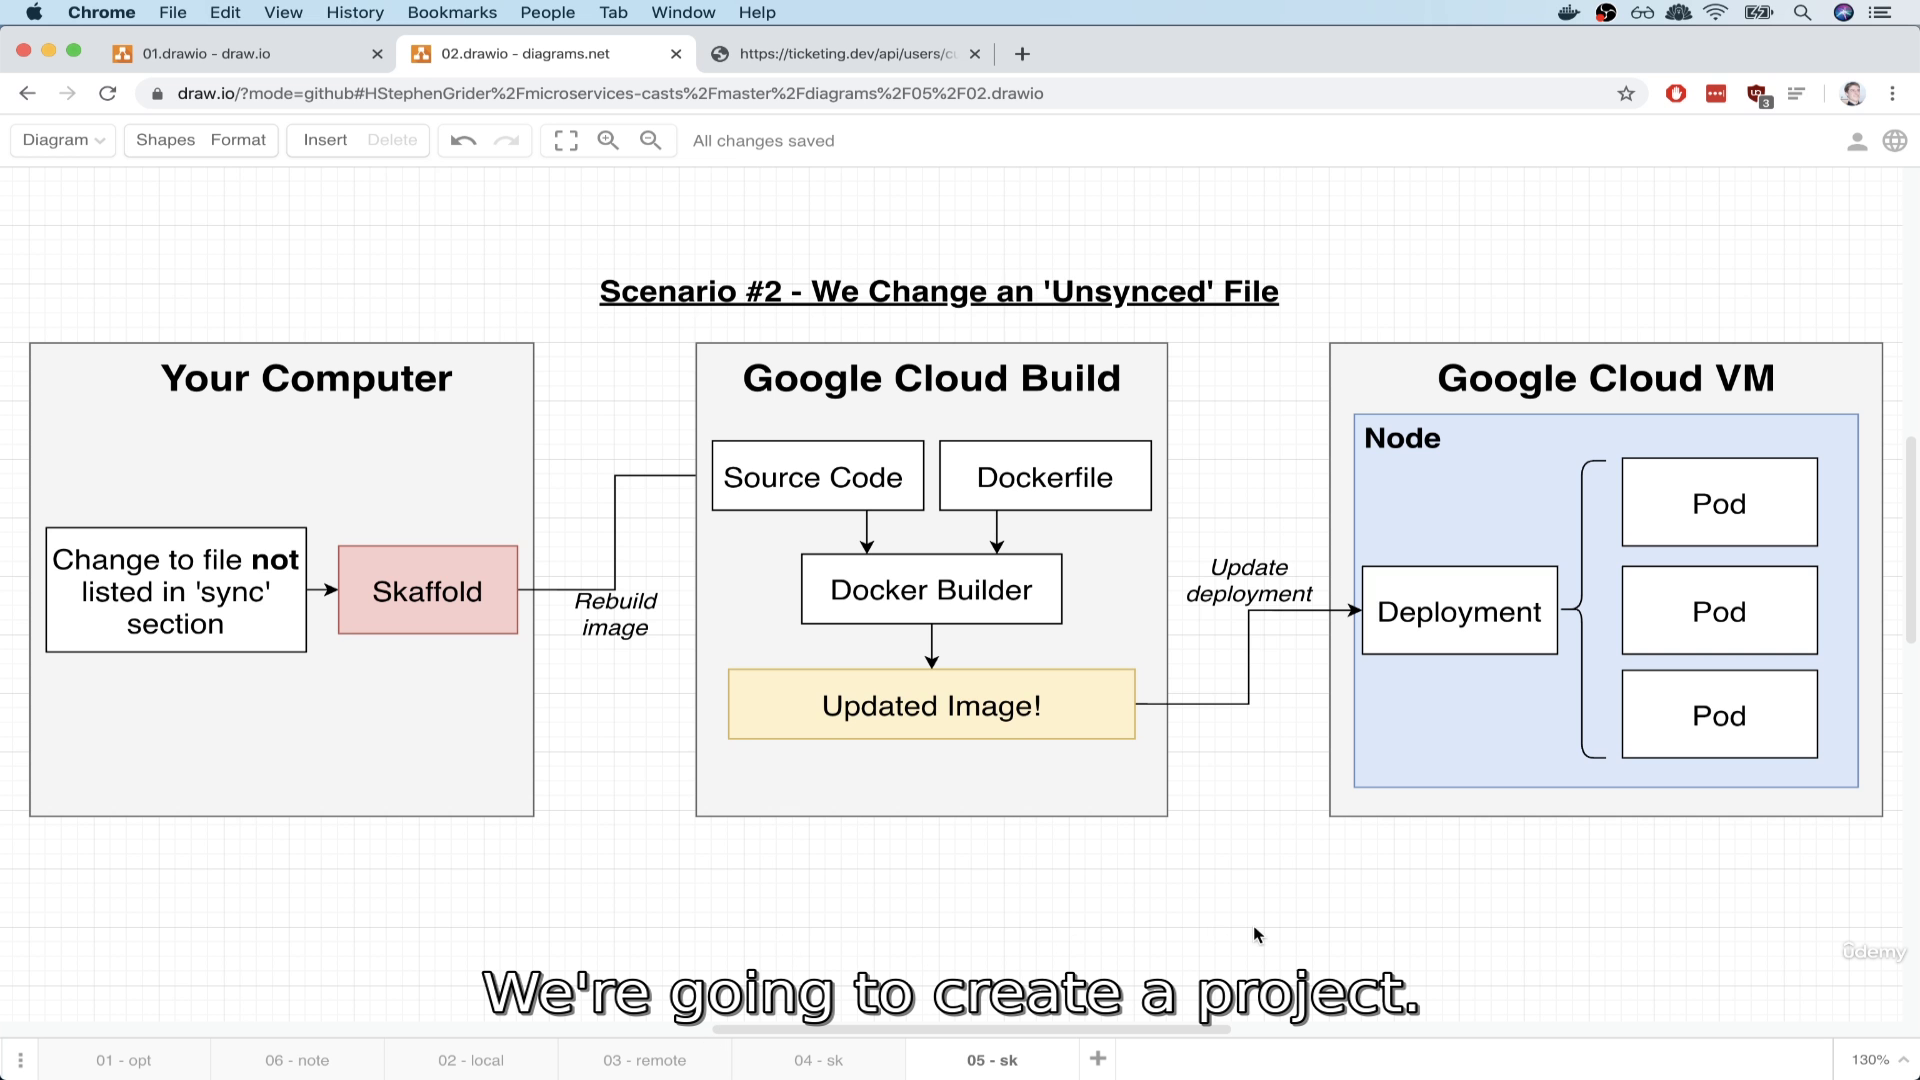 Chrome File Edit View History Bookmarks People Tab Window Help
01.drawio - draw.io
02.drawio - diagrams.net
https://ticketing.dev/api/users/cu
draw.io/?mode=github#HStephenGrider%2Fmicroservices-casts%2Fmaster%2Fdiagrams%2F05%2F02.drawio
3
Diagram Shapes Format Insert Delete All changes saved
Scenario #2 - We Change an 'Unsynced' File
Your Computer
Change to file not
listed in 'sync'
section
Skaffold
Rebuild
image
Google Cloud Build
Source Code
Dockerfile
Docker Builder
Updated Image!
Update
deployment
Google Cloud VM
Node
Deployment
Pod
Pod
Pod
ûdemy
We're going to create a project.
01 - opt 06 - note 02 - local 03 - remote 04 - sk 05 - sk 130%